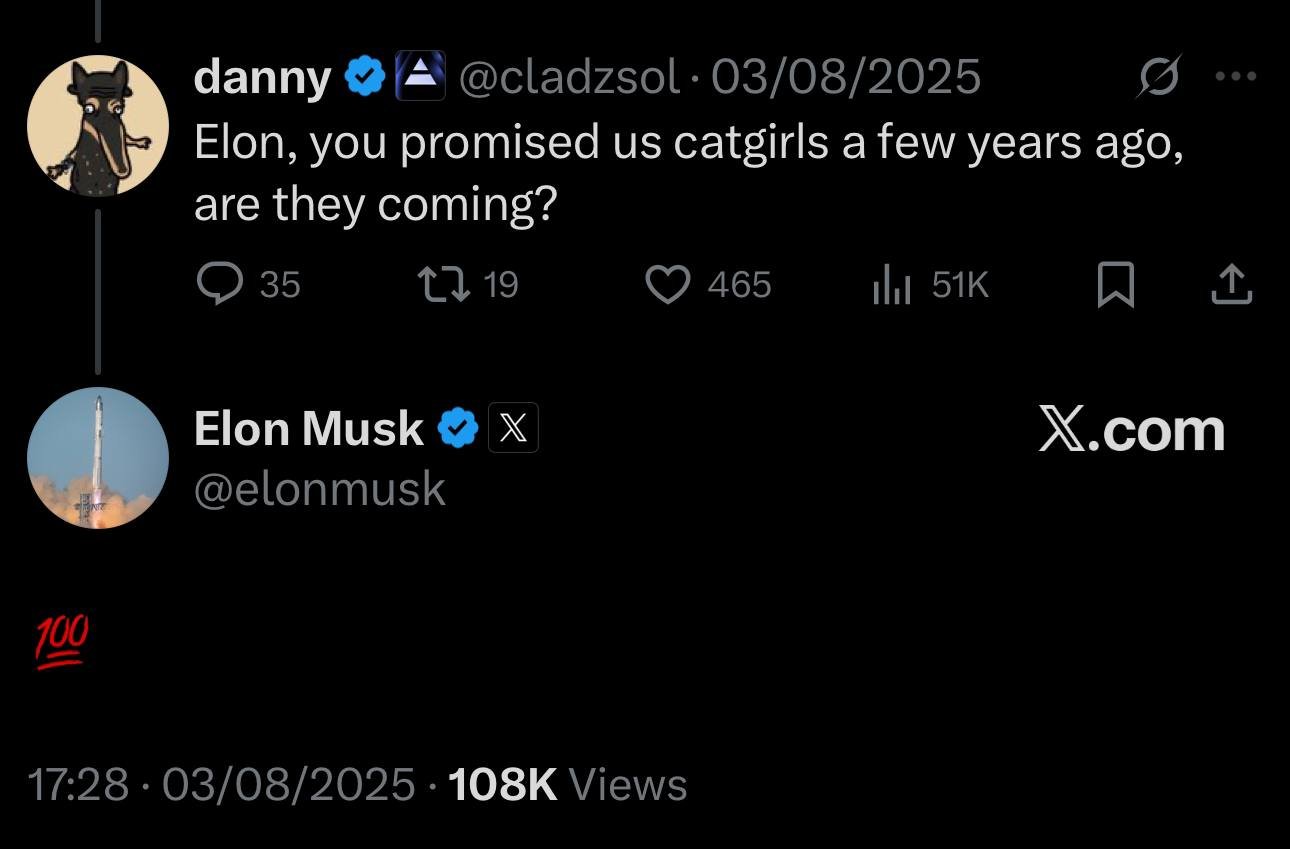 danny @cladzsol · 03/08/2025
Elon, you promised us catgirls a few years ago,
are they coming?
35 19 465 51K
Elon Musk X
@elonmusk
X.com
💯
17:28 · 03/08/2025 · 108K Views